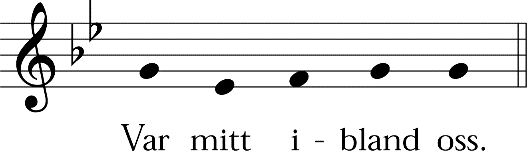 Var mitt i - bland oss.